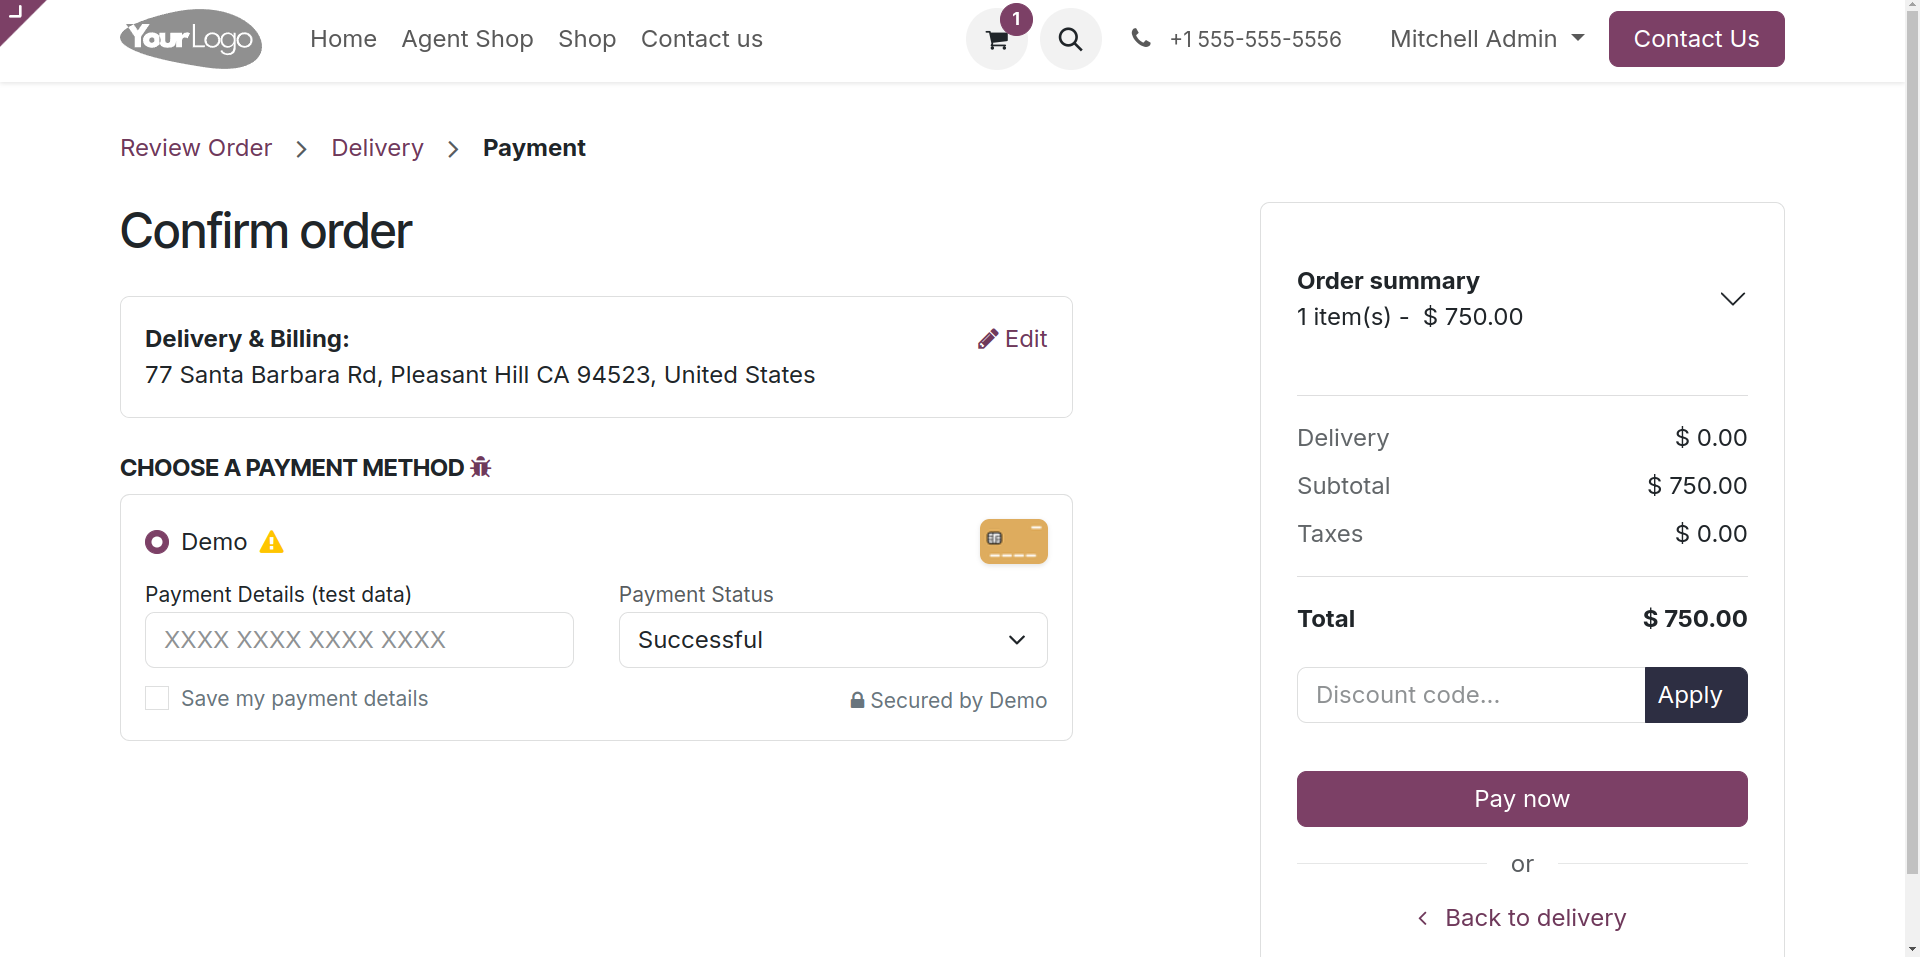 YourLogo
Home
Agent Shop
Shop
Contact us
1
+1 555-555-5556
Mitchell Admin
Contact Us
Review Order
Delivery
Payment
Confirm order
Delivery & Billing:
Edit
77 Santa Barbara Rd, Pleasant Hill CA 94523, United States
CHOOSE A PAYMENT METHOD
Demo
Payment Details (test data)
Payment Status
XXXX XXXX XXXX XXXX
Successful
Save my payment details
Secured by Demo
Order summary
1 item(s) - $ 750.00
Delivery $ 0.00
Subtotal $ 750.00
Taxes $ 0.00
Total $ 750.00
Discount code...
Apply
Pay now
or
Back to delivery